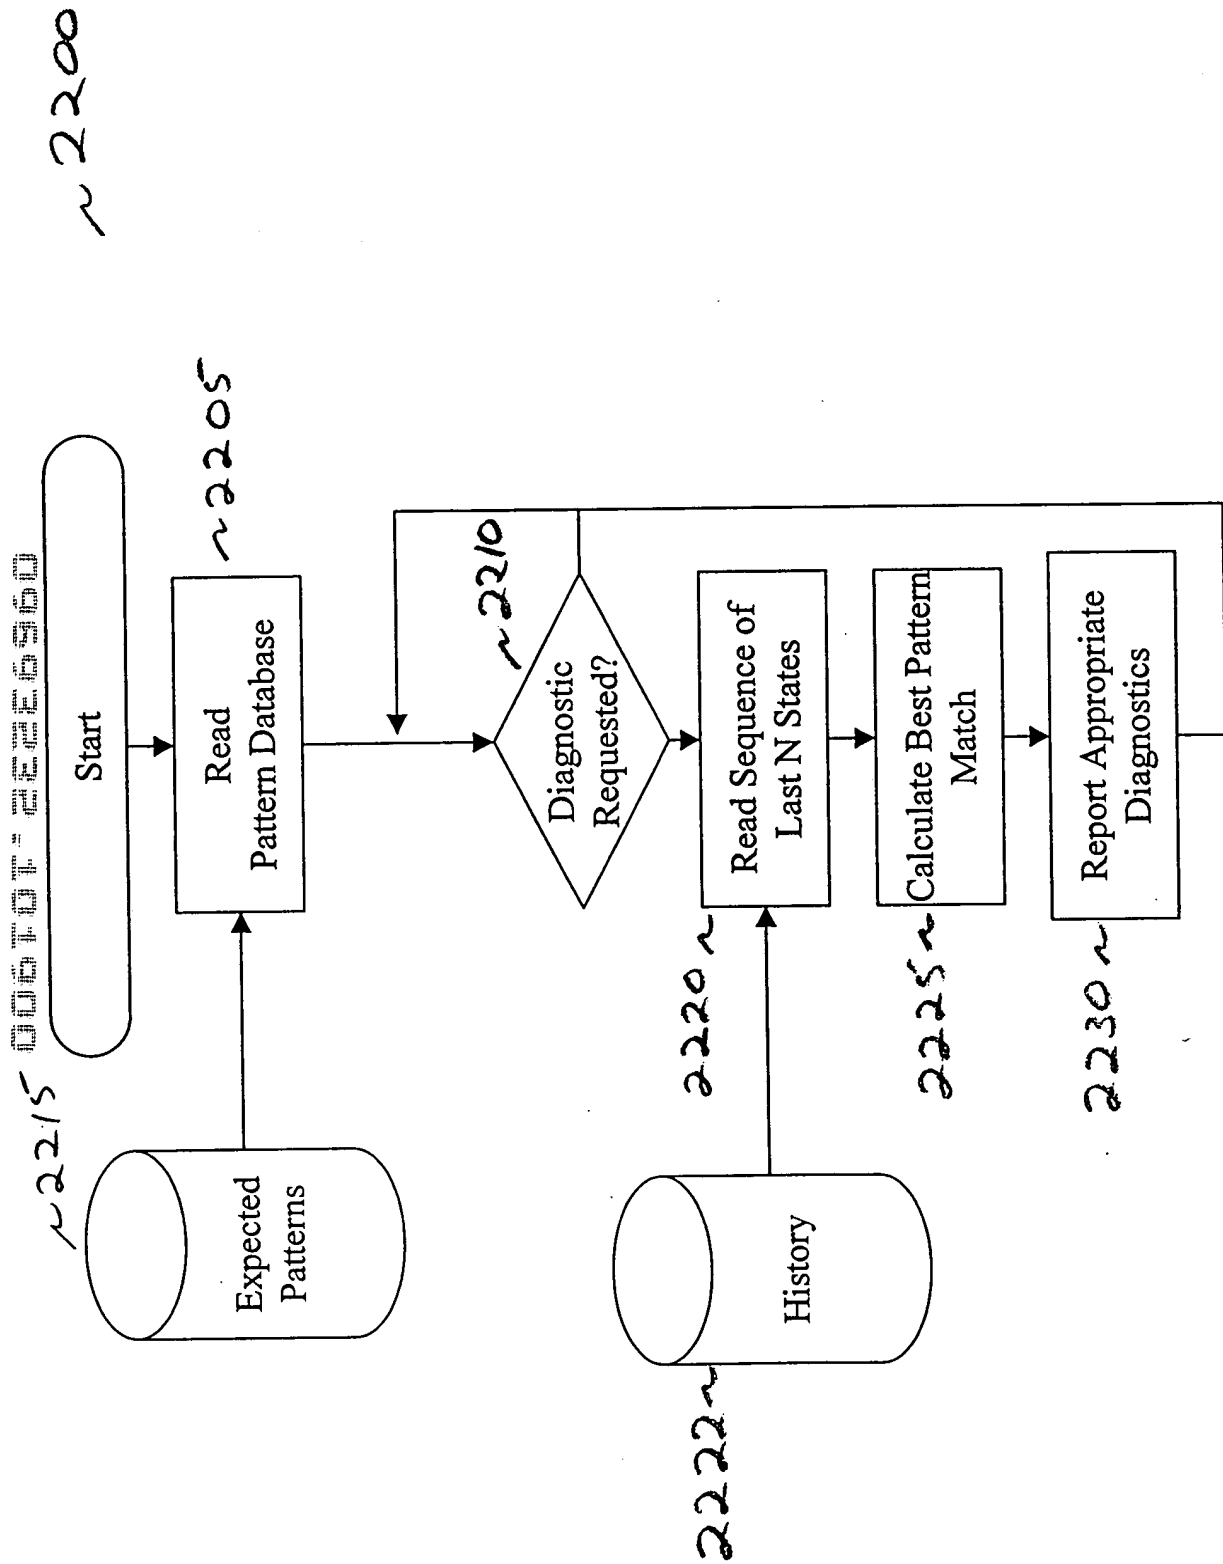 ~2200
Start
~2215
Read
Pattern Database
~2205
Expected
Patterns
~2210
Diagnostic
Requested?
2220 ~
Read Sequence of
Last N States
History
2222 ~
2225 ~
Calculate Best Pattern
Match
2230 ~
Report Appropriate
Diagnostics